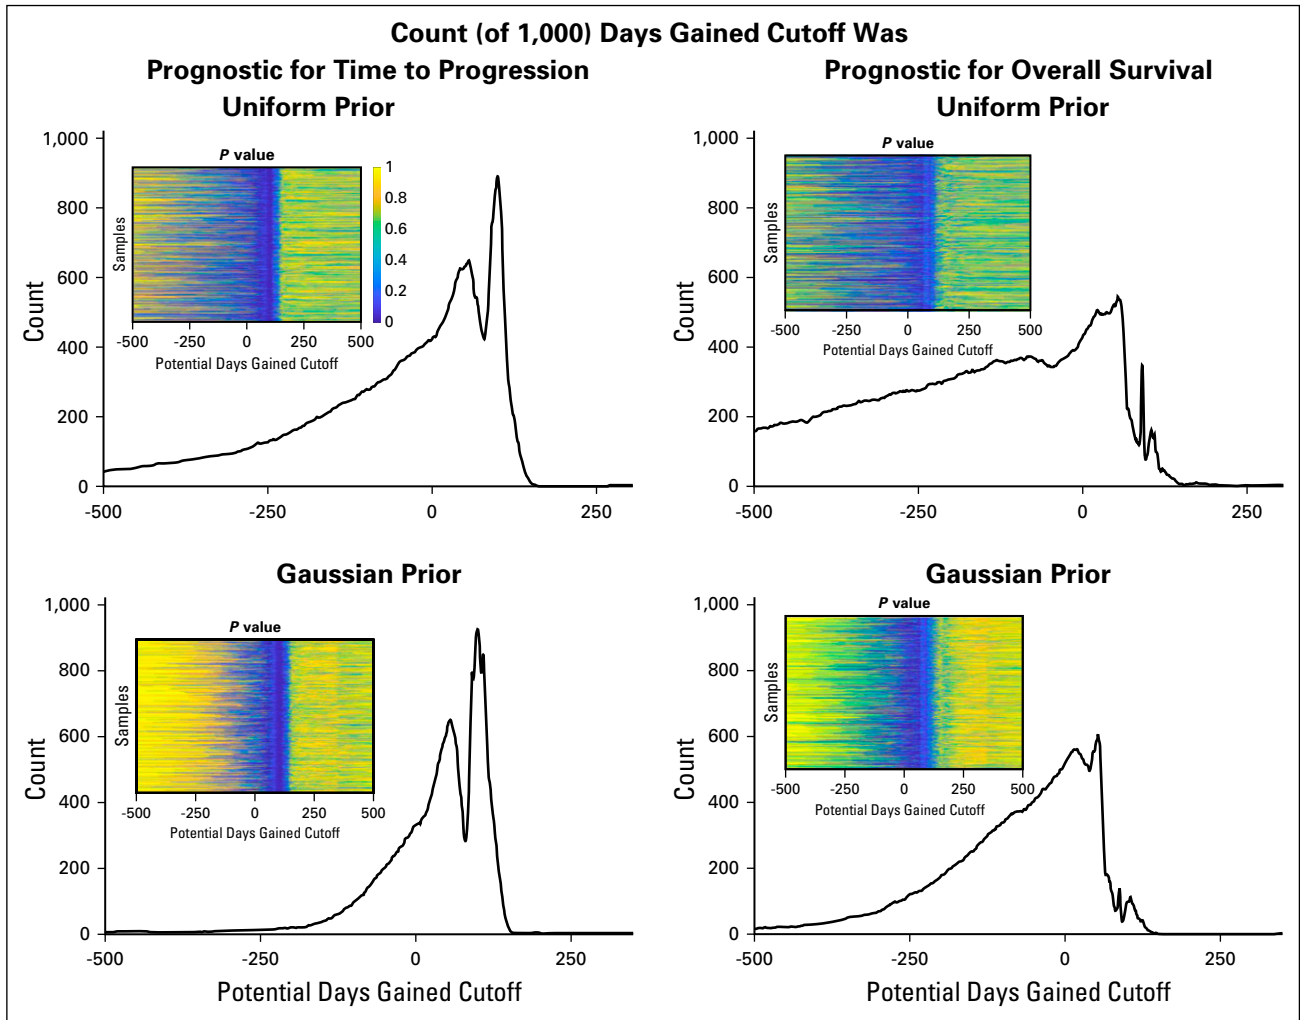 Count (of 1,000) Days Gained Cutoff Was
Prognostic for Time to Progression
Uniform Prior
1,000
800
600
400
200
0
Count
-500
-250
0
250
P value
Samples
-500
-250
0
250
500
Potential Days Gained Cutoff
1
0.8
0.6
0.4
0.2
0
Prognostic for Overall Survival
Uniform Prior
1,000
800
600
400
200
0
Count
-500
-250
0
250
P value
Samples
-500
-250
0
250
500
Potential Days Gained Cutoff
Gaussian Prior
1,000
800
600
400
200
0
Count
-500
-250
0
250
Potential Days Gained Cutoff
P value
Samples
-500
-250
0
250
500
Potential Days Gained Cutoff
Gaussian Prior
1,000
800
600
400
200
0
Count
-500
-250
0
250
Potential Days Gained Cutoff
P value
Samples
-500
-250
0
250
500
Potential Days Gained Cutoff